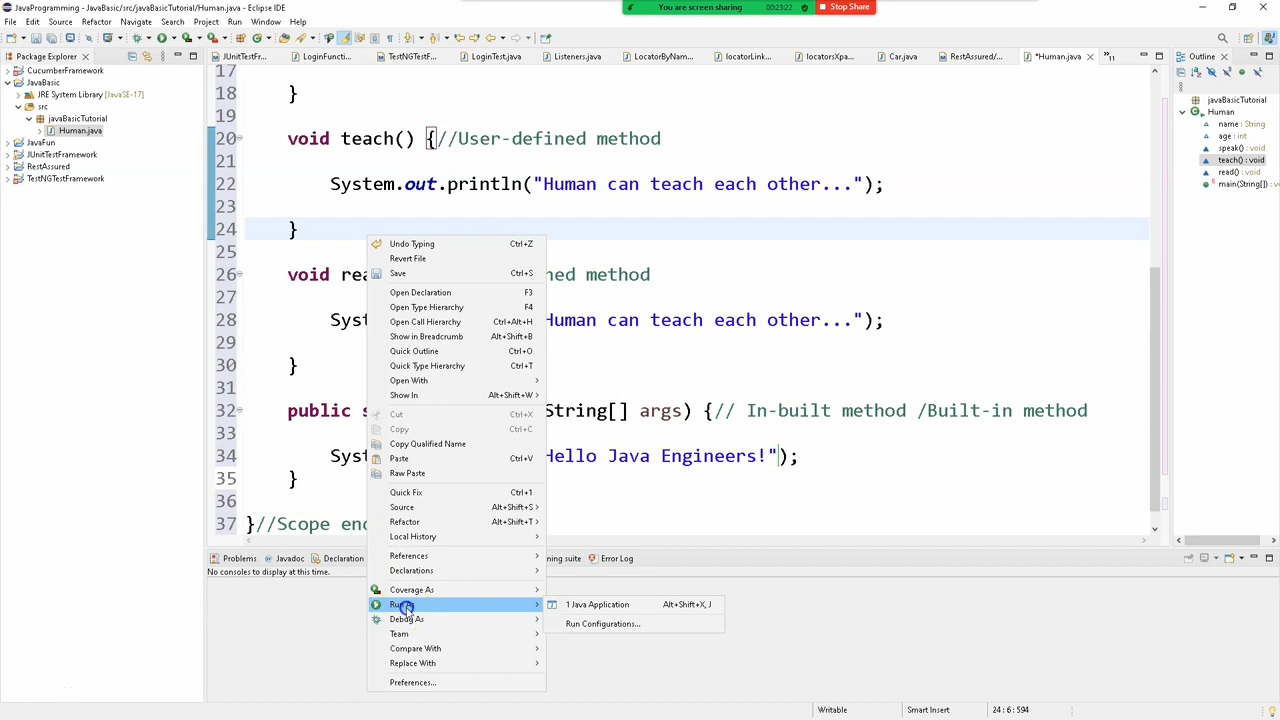 JavaProgramming - JavaBasic/src/javaBasicTutorial/Human.java - Eclipse IDE
You are screen sharing
00:23:22
Stop Share
File Edit Source Refactor Navigate Search Project Run Window Help
Package Explorer
JUnitTestFr...
LoginFuncti...
TestNGTestF...
LoginTest.java
Listeners.java
LocatorByNam...
locatorLink...
locatorsXpa...
Car.java
RestAssured/...
*Human.java
»11
Outline
CucumberFramework
JavaBasic
JRE System Library [JavaSE-17]
src
javaBasicTutorial
Human.java
JavaFun
JUnitTestFramework
RestAssured
TestNGTestFramework
17
18 }
19
20 void teach() {//User-defined method
21
22 System.out.println("Human can teach each other...");
23
24 }
25
26 void rea ned method
27
28 Syst Human can teach each other...");
29
30 }
31
32 public s String[] args) {// In-built method /Built-in method
33
34 Syst Hello Java Engineers!");
35 }
36
37 }//Scope end
Undo Typing Ctrl+Z
Revert File
Save Ctrl+S
Open Declaration F3
Open Type Hierarchy F4
Open Call Hierarchy Ctrl+Alt+H
Show in Breadcrumb Alt+Shift+B
Quick Outline Ctrl+O
Quick Type Hierarchy Ctrl+T
Open With
Show In Alt+Shift+W
Cut Ctrl+X
Copy Ctrl+C
Copy Qualified Name
Paste Ctrl+V
Raw Paste
Quick Fix Ctrl+1
Source Alt+Shift+S
Refactor Alt+Shift+T
Local History
References
Declarations
Coverage As
Run As
Debug As
Team
Compare With
Replace With
Preferences...
1 Java Application Alt+Shift+X, J
Run Configurations...
javaBasicTutorial
Human
name : String
age : int
speak() : void
teach() : void
read() : void
main(String[]) : v
Problems Javadoc Declaration ning suite Error Log
No consoles to display at this time.
Writable Smart Insert 24 : 6 : 594